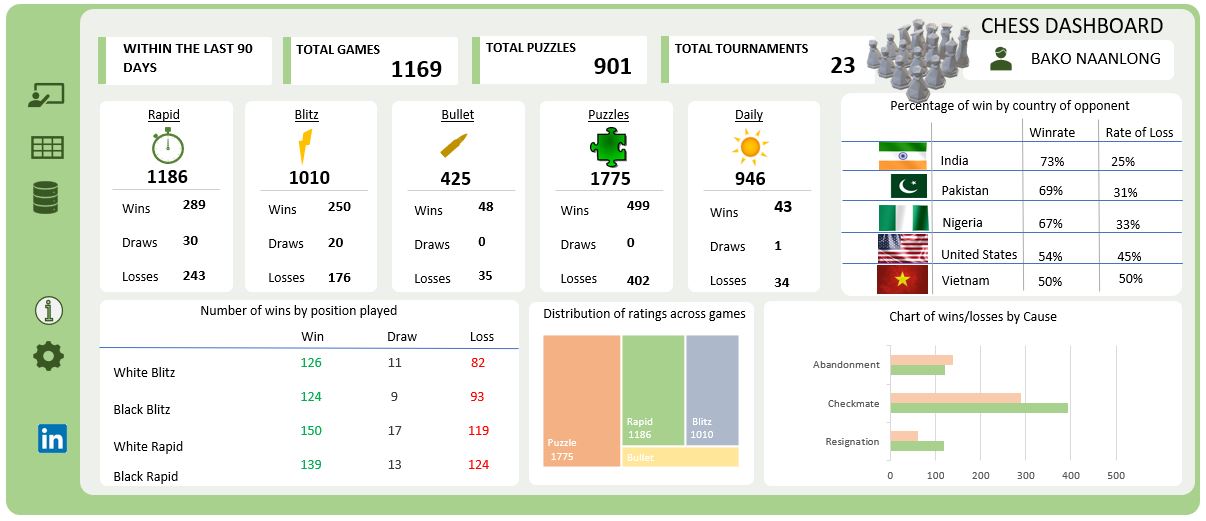 CHESS DASHBOARD
BAKO NAANLONG
WITHIN THE LAST 90
DAYS
TOTAL GAMES
1169
TOTAL PUZZLES
901
TOTAL TOURNAMENTS
23
Rapid
1186
Wins 289
Draws 30
Losses 243
Blitz
1010
Wins 250
Draws 20
Losses 176
Bullet
425
Wins 48
Draws 0
Losses 35
Puzzles
1775
Wins 499
Draws 0
Losses 402
Daily
946
Wins 43
Draws 1
Losses 34
Percentage of win by country of opponent
Winrate Rate of Loss
India 73% 25%
Pakistan 69% 31%
Nigeria 67% 33%
United States 54% 45%
Vietnam 50% 50%
Number of wins by position played
Win Draw Loss
White Blitz 126 11 82
Black Blitz 124 9 93
White Rapid 150 17 119
Black Rapid 139 13 124
Distribution of ratings across games
Puzzle
1775
Rapid
1186
Blitz
1010
Bullet
Chart of wins/losses by Cause
Abandonment
Checkmate
Resignation
0 100 200 300 400 500
in